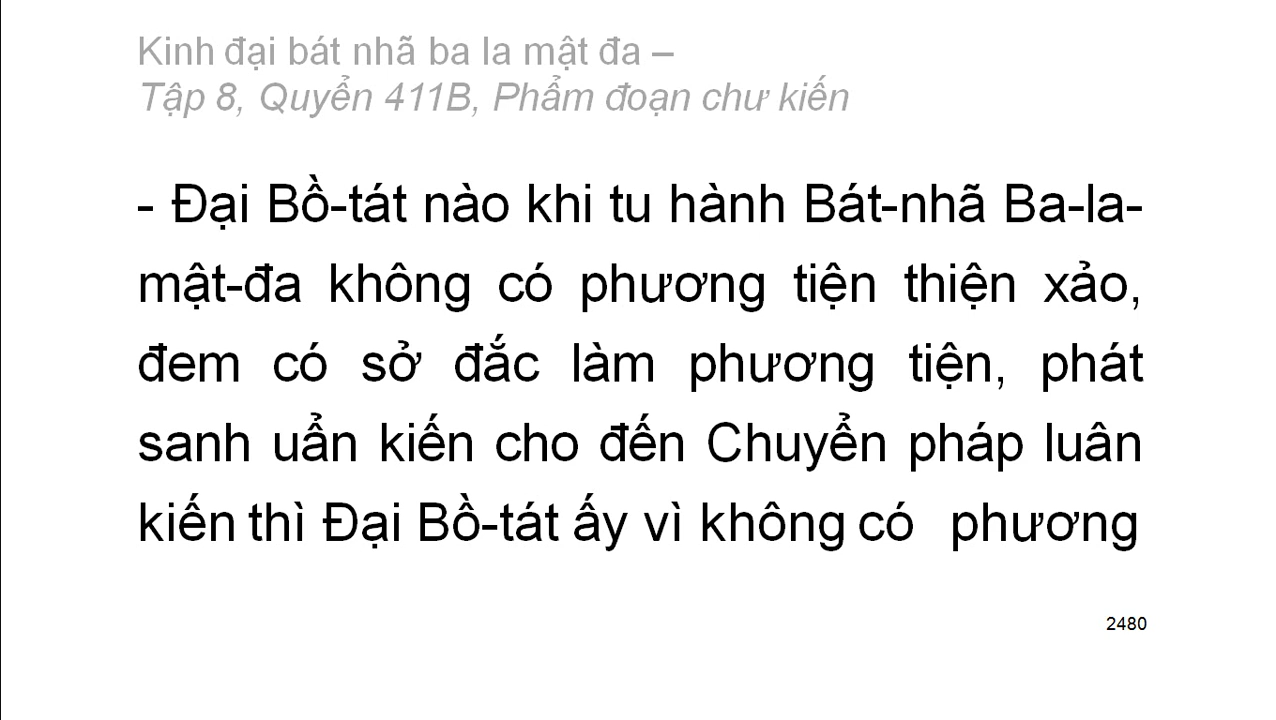 Kinh đại bát nhã ba la mật đa –
Tập 8, Quyển 411B, Phẩm đoạn chư kiến
- Đại Bồ-tát nào khi tu hành Bát-nhã Ba-la-
mật-đa không có phương tiện thiện xảo,
đem có sở đắc làm phương tiện, phát
sanh uẩn kiến cho đến Chuyển pháp luân
kiến thì Đại Bồ-tát ấy vì không có phương
2480